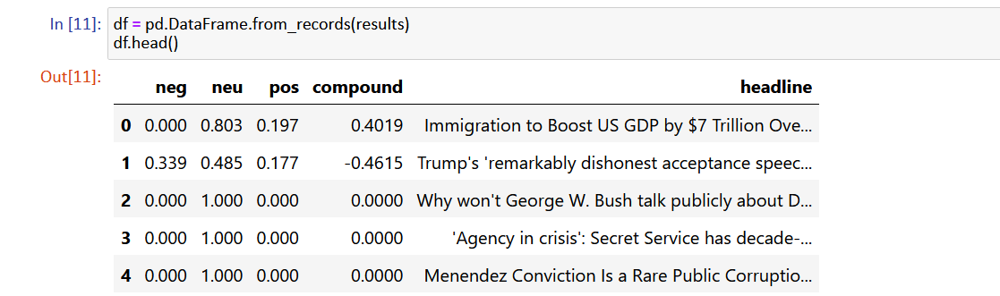 In [11]: df = pd.DataFrame.from_records(results)
df.head()
Out[11]:
neg neu pos compound headline
0 0.000 0.803 0.197 0.4019 Immigration to Boost US GDP by $7 Trillion Ove...
1 0.339 0.485 0.177 -0.4615 Trump's 'remarkably dishonest acceptance speec...
2 0.000 1.000 0.000 0.0000 Why won't George W. Bush talk publicly about D...
3 0.000 1.000 0.000 0.0000 'Agency in crisis': Secret Service has decade-...
4 0.000 1.000 0.000 0.0000 Menendez Conviction Is a Rare Public Corruptio...